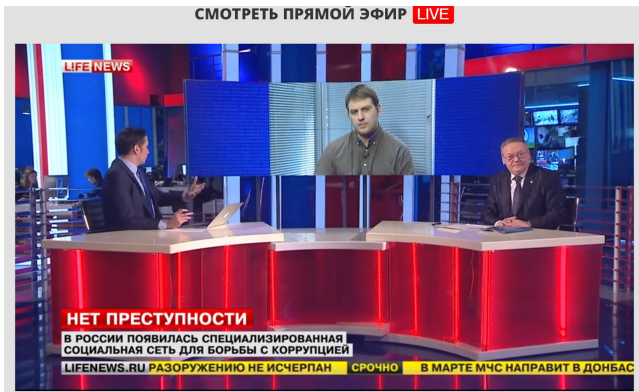 СМОТРЕТЬ ПРЯМОЙ ЭФИР LIVE
L!FE NEWS
НЕТ ПРЕСТУПНОСТИ
В РОССИИ ПОЯВИЛАСЬ СПЕЦИАЛИЗИРОВАННАЯ
СОЦИАЛЬНАЯ СЕТЬ ДЛЯ БОРЬБЫ С КОРРУПЦИЕЙ
LIFENEWS.RU РАЗОРУЖЕНИЮ НЕ ИСЧЕРПАН СРОЧНО В МАРТЕ МЧС НАПРАВИТ В ДОНБАС